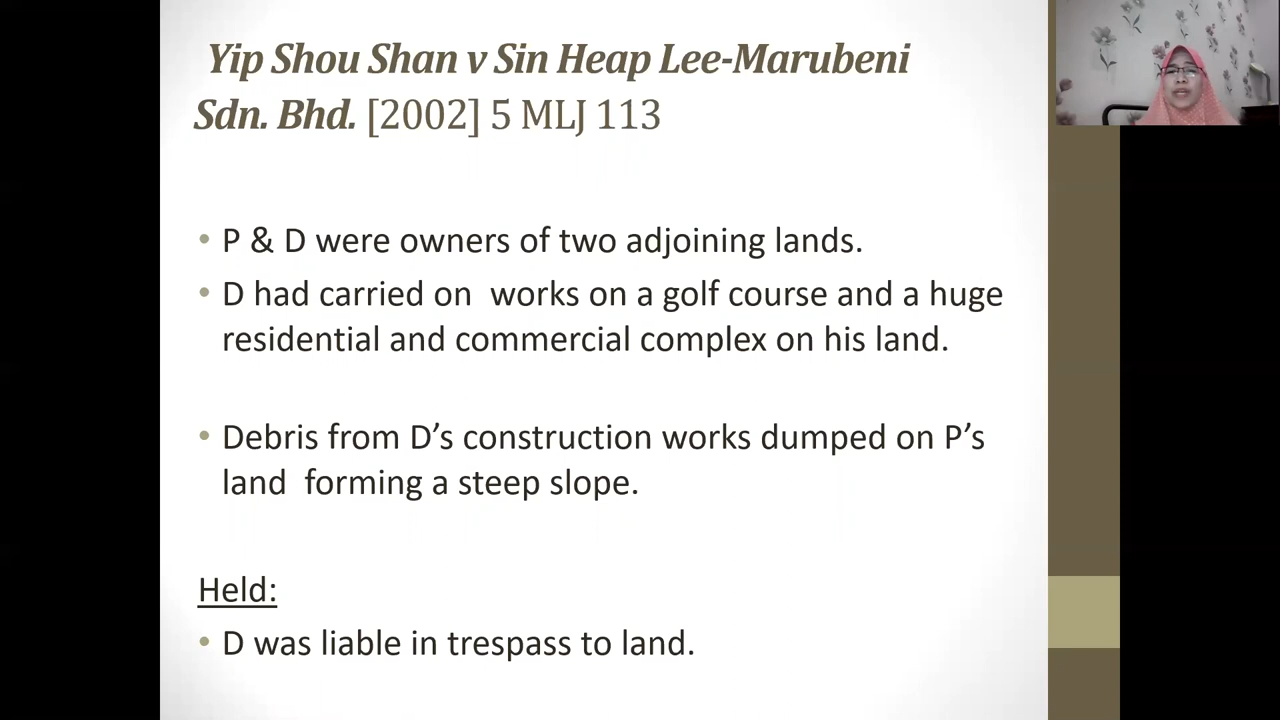 Yip Shou Shan v Sin Heap Lee-Marubeni
Sdn. Bhd. [2002] 5 MLJ 113
• P & D were owners of two adjoining lands.
• D had carried on works on a golf course and a huge
residential and commercial complex on his land.
• Debris from D’s construction works dumped on P’s
land forming a steep slope.
Held:
• D was liable in trespass to land.